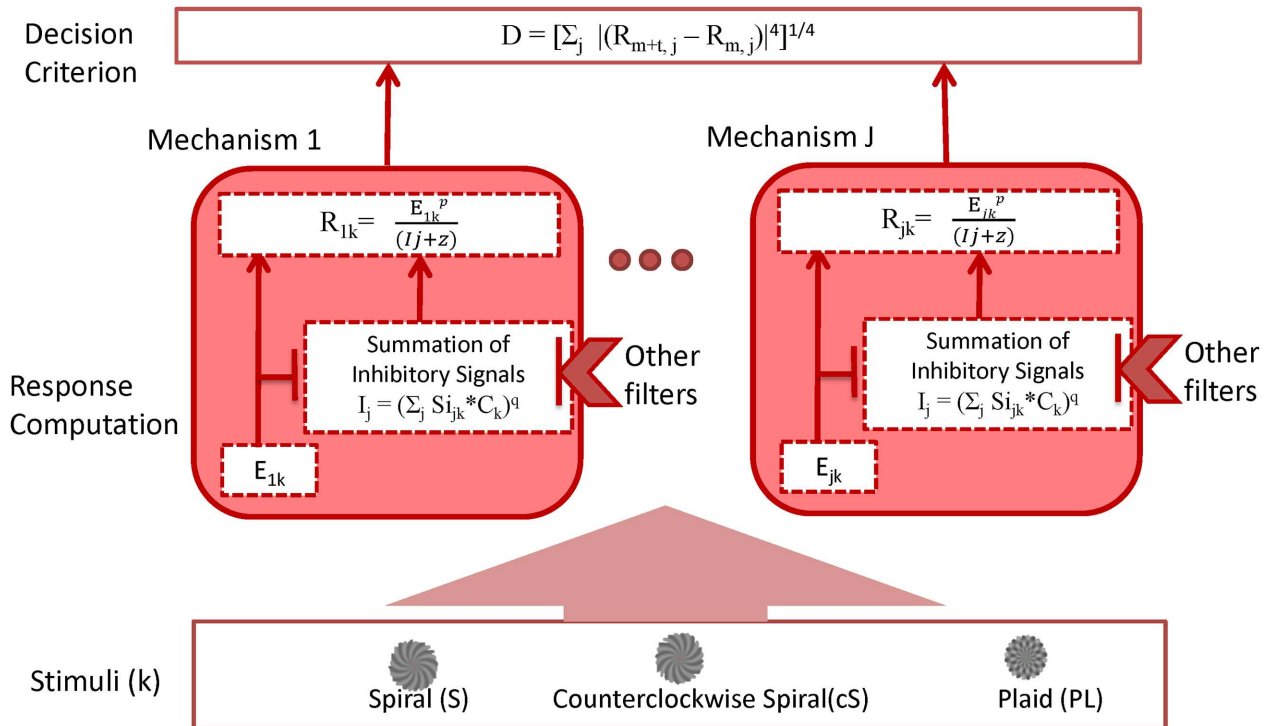 Decision
Criterion
D = [Σj |(Rm+t, j – Rm, j)|⁴]¹/⁴
Mechanism 1
Mechanism J
R1k= E1k^p / (Ij+z)
Rjk= Ejk^p / (Ij+z)
Response
Computation
Summation of
Inhibitory Signals
Ij = (Σj Sijk*Ck)^q
Other
filters
E1k
Summation of
Inhibitory Signals
Ij = (Σj Sijk*Ck)^q
Other
filters
Ejk
Stimuli (k)
Spiral (S)
Counterclockwise Spiral(cS)
Plaid (PL)